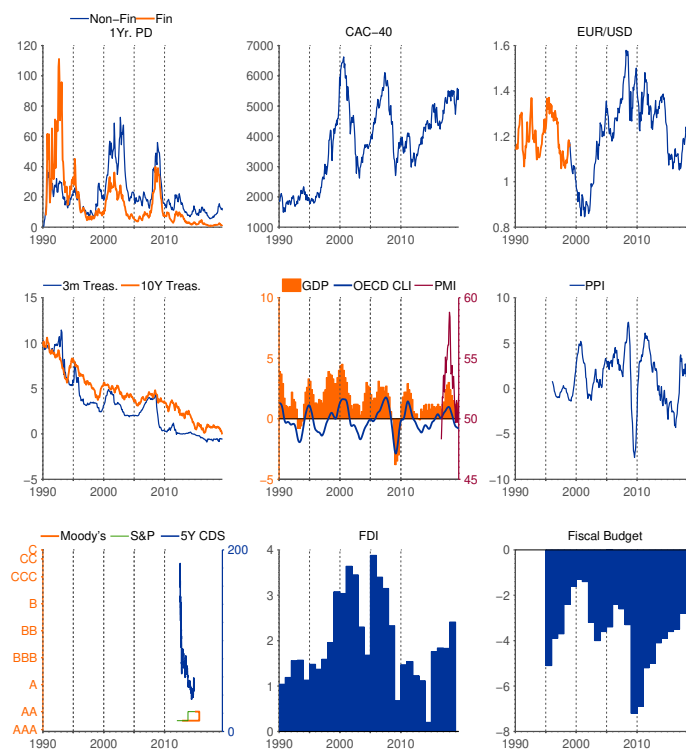 Non−Fin Fin
1Yr. PD
120
100
80
60
40
20
0
1990 2000 2010
CAC−40
7000
6000
5000
4000
3000
2000
1000
1990 2000 2010
EUR/USD
1.6
1.4
1.2
1
0.8
1990 2000 2010
3m Treas. 10Y Treas.
15
10
5
0
−5
1990 2000 2010
GDP OECD CLI PMI
10
5
0
−5
60
55
50
45
1990 2000 2010
PPI
10
5
0
−5
−10
1990 2000 2010
Moody's S&P 5Y CDS
C
CC
CCC
B
BB
BBB
A
AA
AAA
200
0
1990 2000 2010
FDI
4
3
2
1
0
1990 2000 2010
Fiscal Budget
0
−2
−4
−6
−8
1990 2000 2010